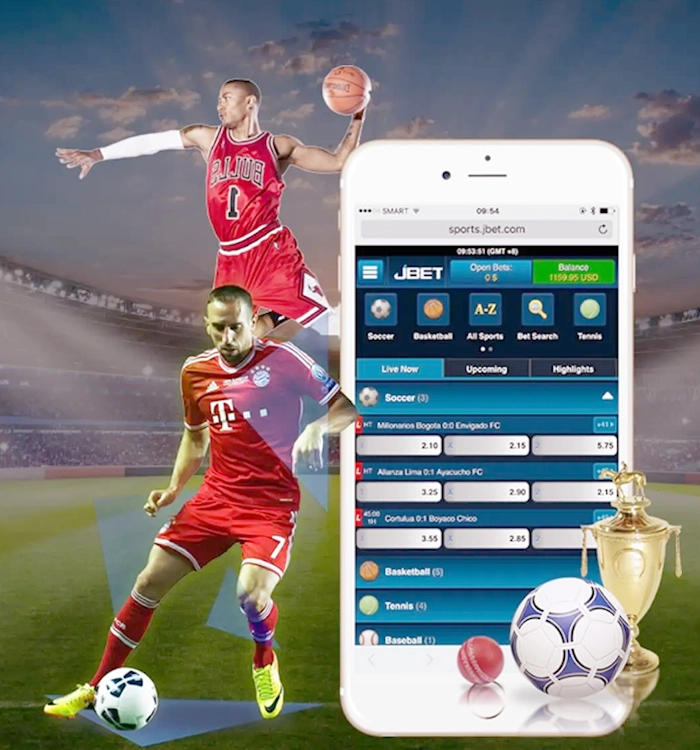 BULLS
1
T
7
SMART 09:54
sports.jbet.com
09:53:51 (GMT +8)
JBET
Open Bets:
0 $
Balance
1159.95 USD
Soccer Basketball A-Z All Sports Bet Search Tennis
Live Now Upcoming Highlights
Soccer (3)
HT Millonarios Bogota 0:0 Envigado FC
1 2.10 X 2.15 2 5.75
L HT Alianza Lima 0:1 Ayacucho FC
1 3.25 X 2.90 2 2.15
L 45:00
1H Cortulua 0:1 Boyaco Chico
1 3.55 X 2.85 2
Basketball (5)
Tennis (4)
Baseball (1)